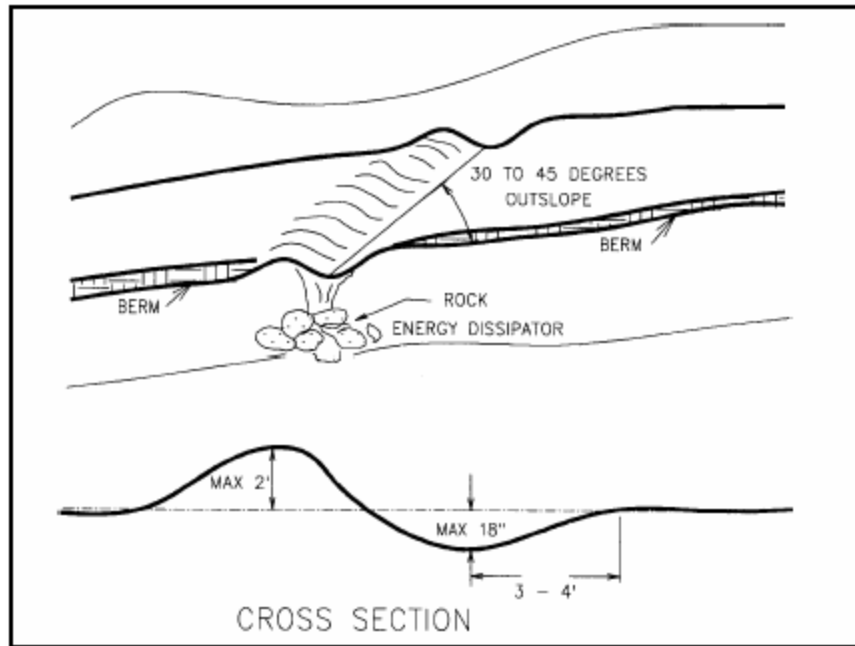 30 TO 45 DEGREES
OUTSLOPE
BERM
BERM
ROCK
ENERGY DISSIPATOR
MAX 2'
MAX 18"
3 - 4'
CROSS SECTION